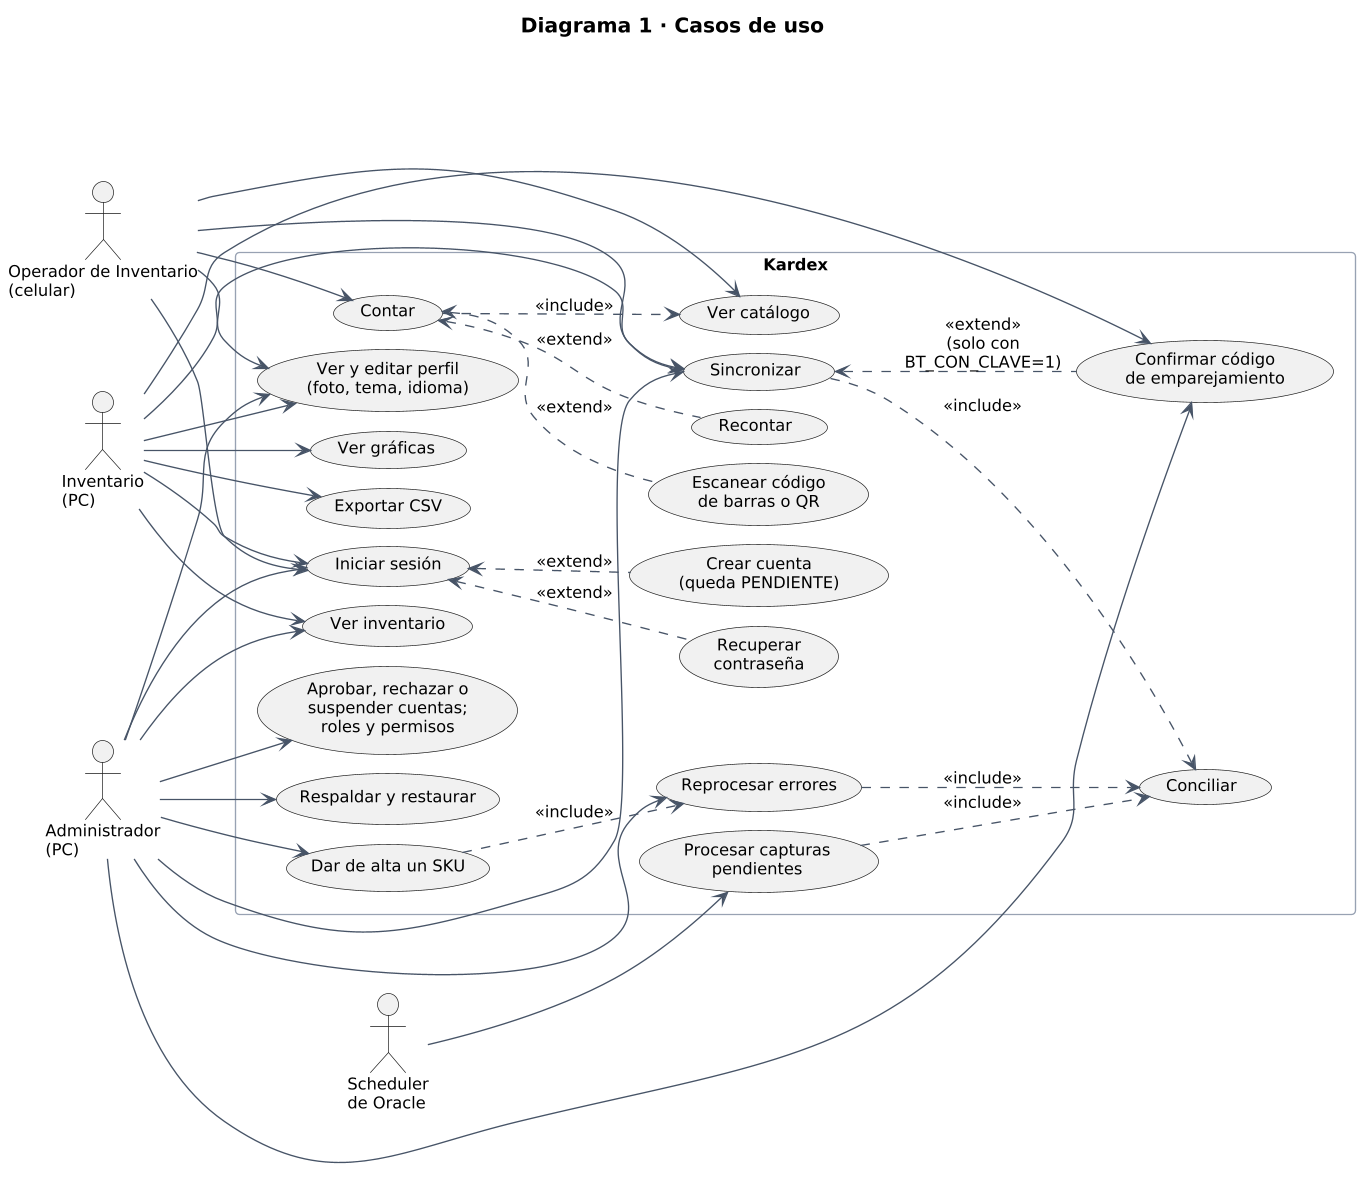 Diagrama 1 · Casos de uso
Kardex
Operador de Inventario
(celular)
Inventario
(PC)
Administrador
(PC)
Scheduler
de Oracle
Contar
Ver y editar perfil
(foto, tema, idioma)
Ver gráficas
Exportar CSV
Iniciar sesión
Ver inventario
Aprobar, rechazar o
suspender cuentas;
roles y permisos
Respaldar y restaurar
Dar de alta un SKU
«include»
«extend»
«extend»
«extend»
«extend»
«include»
Ver catálogo
Sincronizar
Recontar
Escanear código
de barras o QR
Crear cuenta
(queda PENDIENTE)
Recuperar
contraseña
Reprocesar errores
Procesar capturas
pendientes
«extend»
(solo con
BT_CON_CLAVE=1)
«include»
«include»
«include»
Confirmar código
de emparejamiento
Conciliar